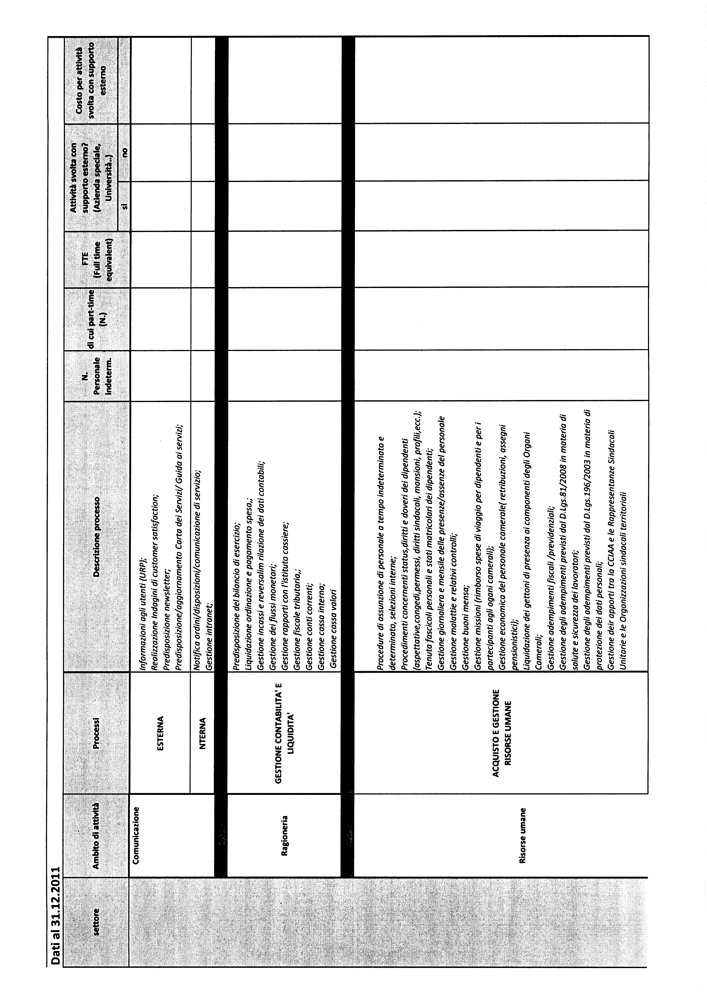 Dati al 31.12.2011
settore
Ambito di attività
Processi
Descrizione processo
N.
Personale
indeterm.
di cui part-time
(N.)
FTE
(Full time
equivalent)
Attività svolta con
supporto esterno?
(Azienda speciale,
Università..)
si
no
Costo per attività
svolta con supporto
esterno
Comunicazione
ESTERNA
Informazioni agli utenti (URP);
Realizzazione Indagini di customer satisfaction;
Predisposizione newsletter;
Predisposizione/aggiornamento Carta dei Servizi/ Guida ai servizi;
NTERNA
Notifica ordini/disposizioni/comunicazione di servizio;
Gestione intranet;
Ragioneria
GESTIONE CONTABILITA' E
LIQUIDITA'
Predisposizione del bilancio di esercizio;
Liquidazione ordinazione e pagamento spesa,;
Gestione incassi e reversalim rilazione dei dati contabili;
Gestione dei flussi monetari;
Gestione rapporti con l'istituto cassiere;
Gestione fiscale tributaria,;
Gestione conti correnti;
Gestione cassa interna;
Gestione cassa valori
Risorse umane
ACQUISTO E GESTIONE
RISORSE UMANE
Procedure di assunzione di personale a tempo indeterminato e
determinato, selezioni interne;
Procedimenti concernenti status,diritti e doveri dei dipendenti
(aspettative,congedi,permessi, diritti sindacali, mansioni, profili,ecc.);
Tenuta fascicoli personali e stati matricolari dei dipendenti;
Gestione giornaliera e mensile delle presenze/assenze del personale
Gestione malattie e relativi controlli;
Gestione buoni mensa;
Gestione missioni (rimborso spese di viaggio per dipendenti e per i
partecipanti agli ogani camerali);
Gestione economica del personale camerale( retribuzioni, assegni
pensionistici);
Liquidazione dei gettoni di presenza ai componenti degli Organi
Camerali;
Gestione adempimenti fiscali /previdenziali;
Gestione degli adempimenti previsti dal D.Lgs.81/2008 in materia di
salute e sicurezza dei lavoratori;
Gestione degli adempimenti previsti dal D.Lgs.196/2003 in materia di
protezione dei dati personali;
Gestione deir apporti tra la CCIAA e le Rappresentanze Sindacali
Unitarie e le Organizzazioni sindacali territoriali